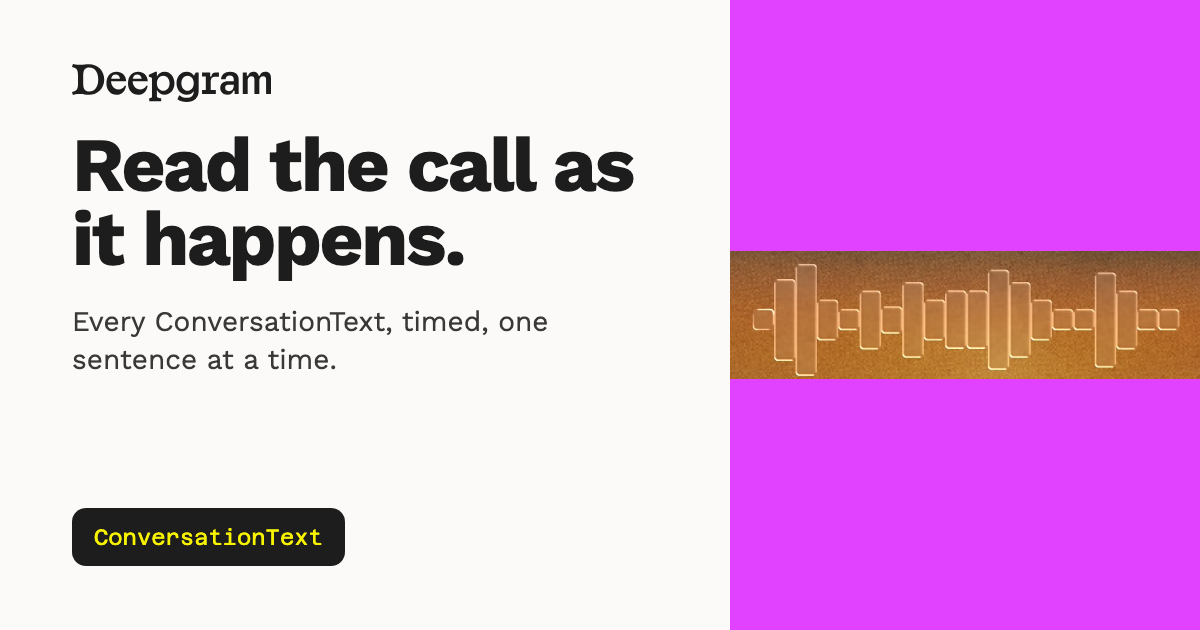 Deepgram
Read the call as
it happens.
Every ConversationText, timed, one
sentence at a time.
ConversationText